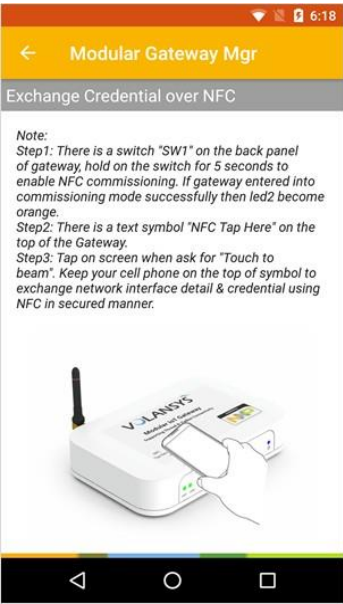 6:18
Modular Gateway Mgr
Exchange Credential over NFC
Note:
Step1: There is a switch "SW1" on the back panel
of gateway, hold on the switch for 5 seconds to
enable NFC commissioning. If gateway entered into
commissioning mode successfully then led2 become
orange.
Step2: There is a text symbol "NFC Tap Here" on the
top of the Gateway.
Step3: Tap on screen when ask for "Touch to
beam". Keep your cell phone on the top of symbol to
exchange network interface detail & credential using
NFC in secured manner.
VOLANSYS
Modular IoT Gateway